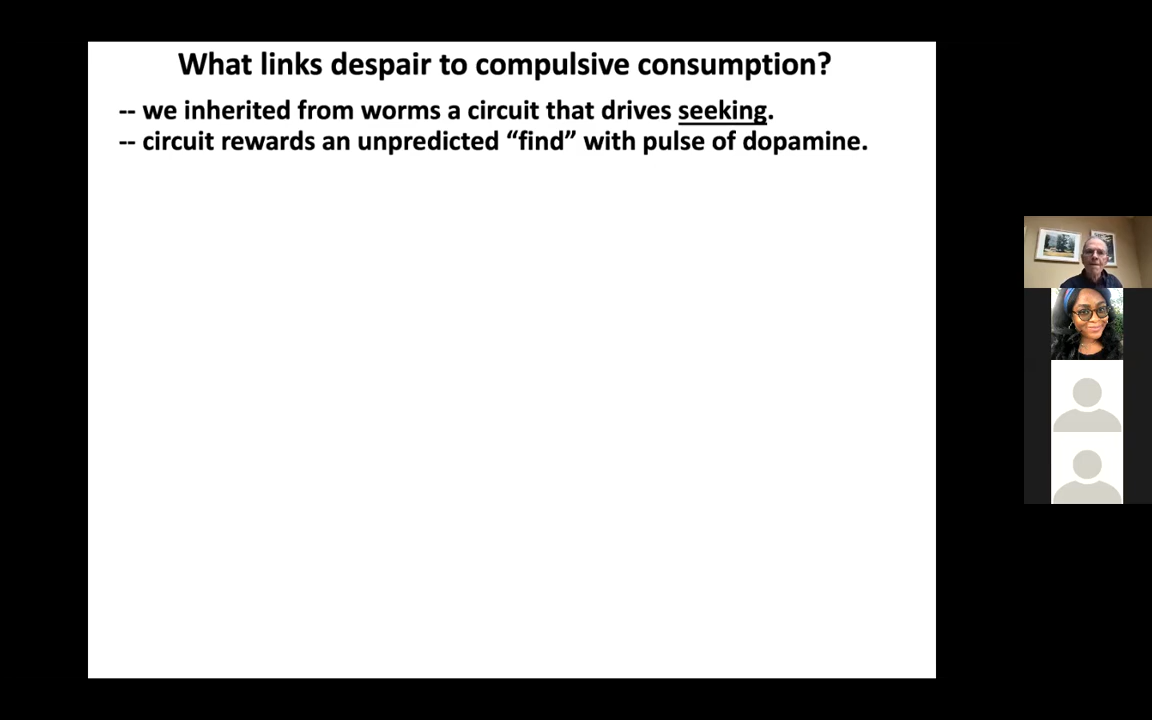 What links despair to compulsive consumption?
-- we inherited from worms a circuit that drives seeking.
-- circuit rewards an unpredicted “find” with pulse of dopamine.